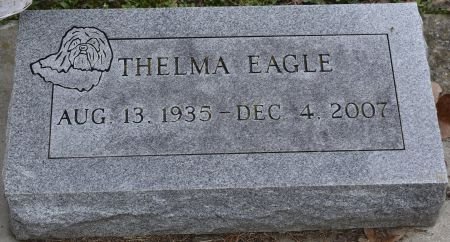 THELMA EAGLE
AUG. 13. 1935 - DEC 4. 2007